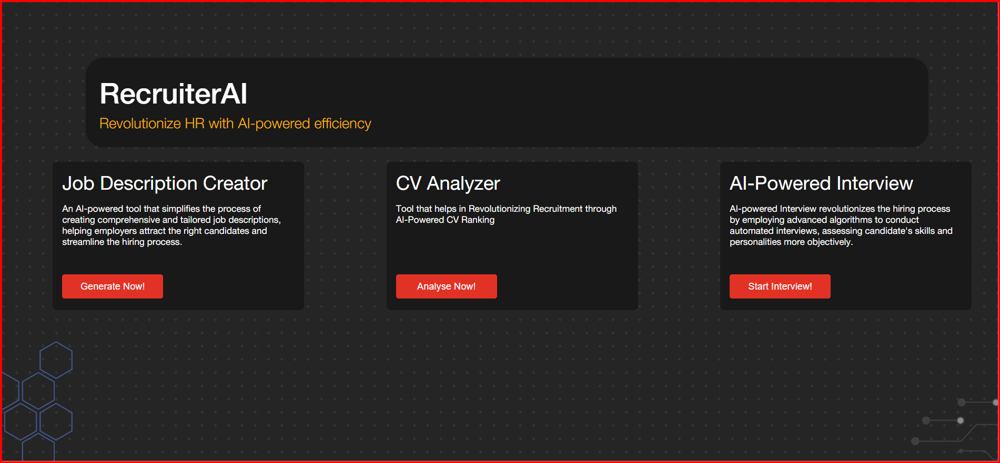 RecruiterAI
Revolutionize HR with AI-powered efficiency
Job Description Creator
An AI-powered tool that simplifies the process of
creating comprehensive and tailored job descriptions,
helping employers attract the right candidates and
streamline the hiring process.
Generate Now!
CV Analyzer
Tool that helps in Revolutionizing Recruitment through
AI-Powered CV Ranking
Analyse Now!
AI-Powered Interview
AI-powered Interview revolutionizes the hiring process
by employing advanced algorithms to conduct
automated interviews, assessing candidate's skills and
personalities more objectively.
Start Interview!